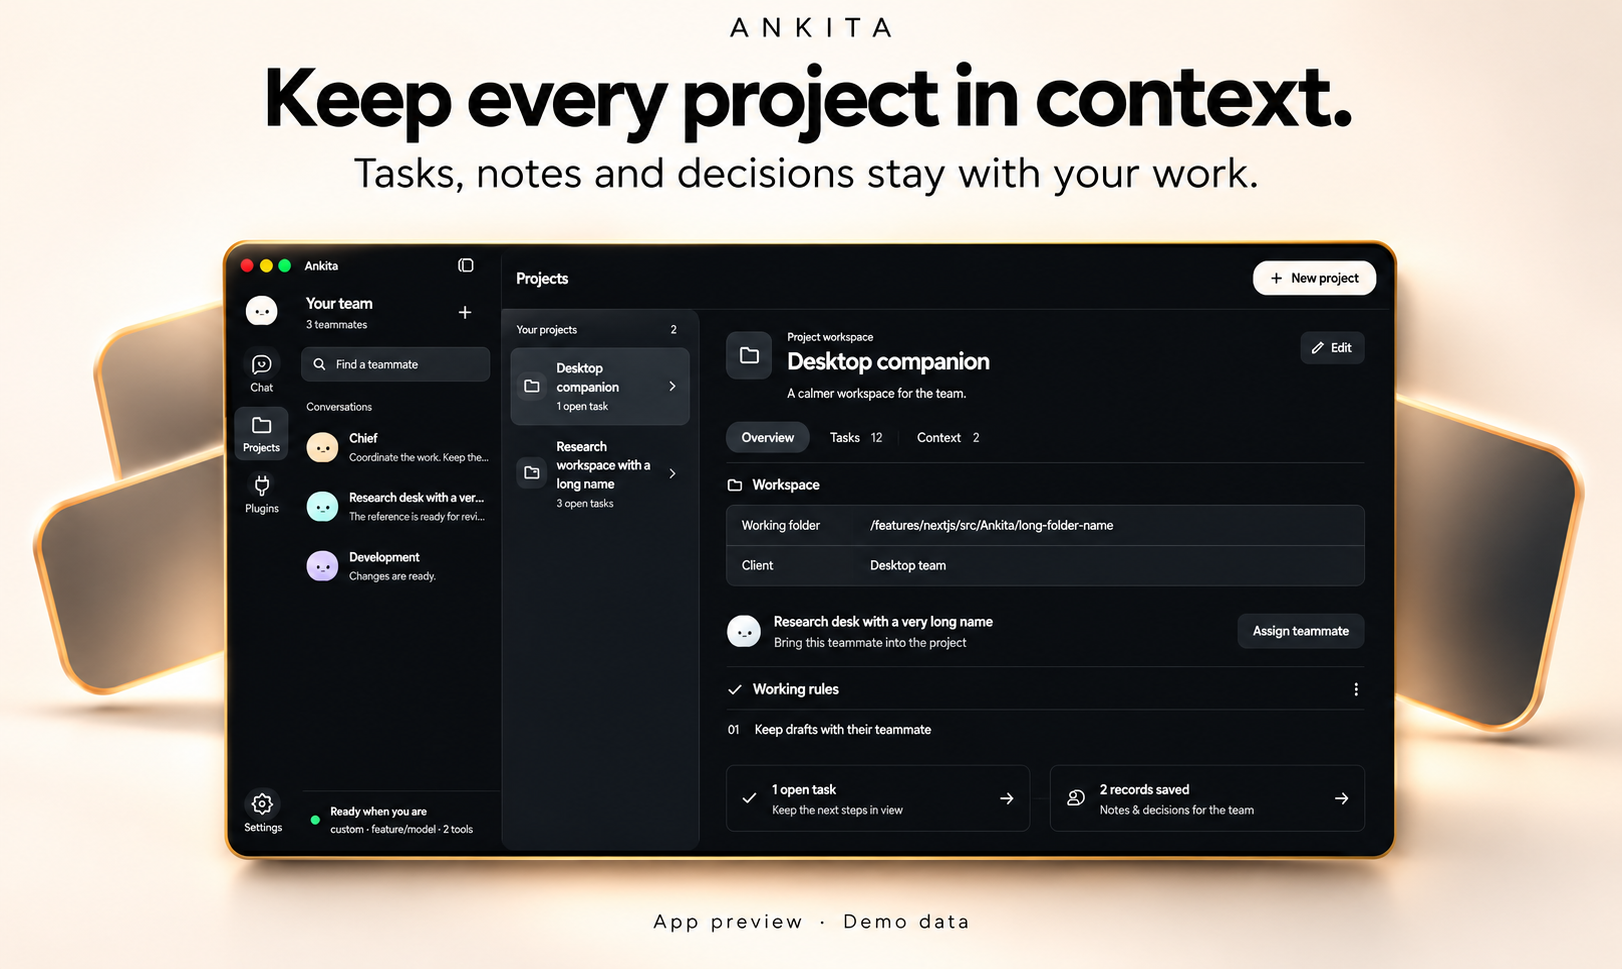 ANKITA
Keep every project in context.
Tasks, notes and decisions stay with your work.
Ankita
Your team
3 teammates
Find a teammate
Chat
Projects
Plugins
Conversations
Chief
Coordinate the work. Keep the...
Research desk with a ver...
The reference is ready for revi...
Development
Changes are ready.
Settings
Ready when you are
custom · feature/model · 2 tools
Projects
New project
Your projects 2
Desktop
companion
1 open task
Research
workspace with a
long name
3 open tasks
Project workspace
Desktop companion
A calmer workspace for the team.
Edit
Overview Tasks 12 Context 2
Workspace
Working folder /features/nextjs/src/Ankita/long-folder-name
Client Desktop team
Research desk with a very long name
Bring this teammate into the project
Assign teammate
Working rules
01 Keep drafts with their teammate
1 open task
Keep the next steps in view
2 records saved
Notes & decisions for the team
App preview · Demo data